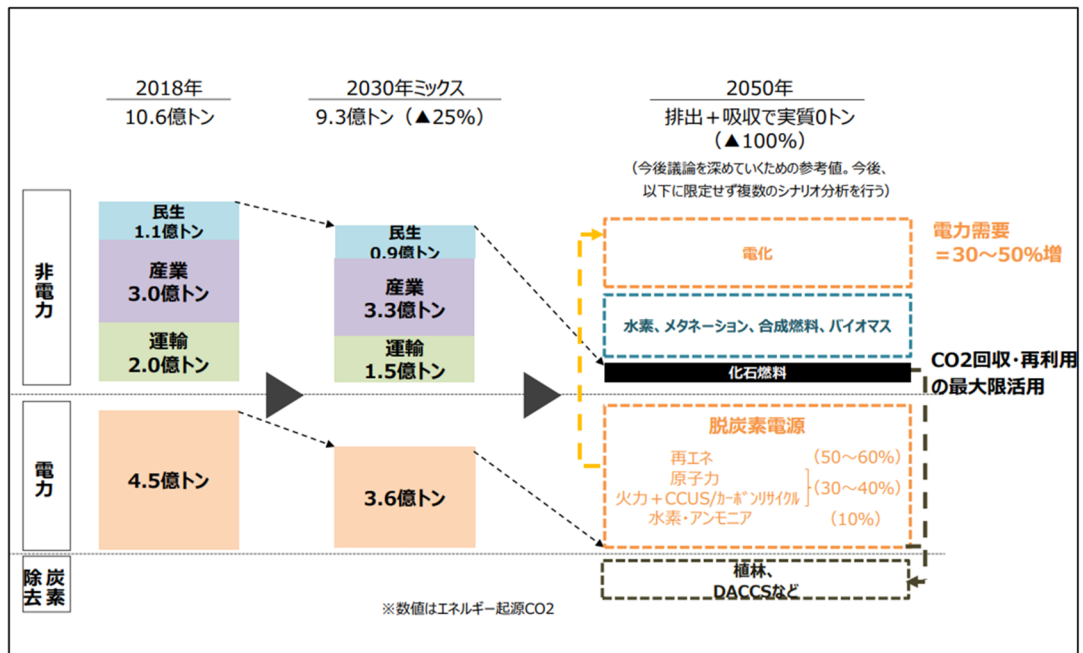 2018年
10.6億トン
2030年ミックス
9.3億トン（▲25%）
2050年
排出＋吸収で実質0トン
（▲100%）
（今後議論を深めていくための参考値。今後、
以下に限定せず複数のシナリオ分析を行う）
非電力
民生
1.1億トン
産業
3.0億トン
運輸
2.0億トン
民生
0.9億トン
産業
3.3億トン
運輸
1.5億トン
電化
電力需要
＝30～50%増
水素、メタネーション、合成燃料、バイオマス
化石燃料
CO2回収・再利用
の最大限活用
電力
4.5億トン
3.6億トン
脱炭素電源
再エネ （50～60%）
原子力
火力＋CCUS/ｶｰﾎﾞﾝﾘｻｲｸﾙ （30～40%）
水素・アンモニア （10%）
炭素除去
植林、
DACCSなど
※数値はエネルギー起源CO2